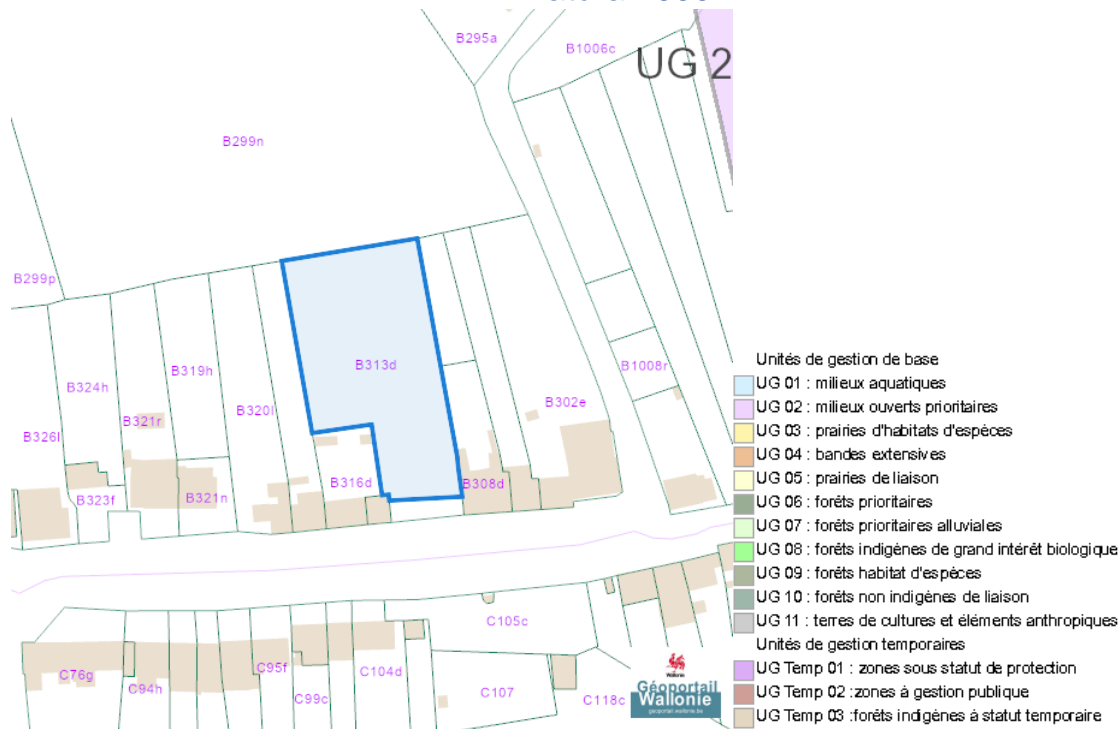 B295a
B1006c
UG 2
B299n
B299p
B313d
B319h
B324h
B320l
B321r
B1008r
B302e
B326l
B316d
B308d
B323f
B321n
C105c
C95f
C104d
C76g
C94h
C99c
C107
C118c
Wallonie
Géoportail
Wallonie
geoportail.wallonie.be
Unités de gestion de base
UG 01 : milieux aquatiques
UG 02 : milieux ouverts prioritaires
UG 03 : prairies d'habitats d'espèces
UG 04 : bandes extensives
UG 05 : prairies de liaison
UG 06 : forêts prioritaires
UG 07 : forêts prioritaires alluviales
UG 08 : forêts indigènes de grand intérêt biologique
UG 09 : forêts habitat d'espèces
UG 10 : forêts non indigènes de liaison
UG 11 : terres de cultures et éléments anthropiques
Unités de gestion temporaires
UG Temp 01 : zones sous statut de protection
UG Temp 02 :zones à gestion publique
UG Temp 03 :forêts indigènes à statut temporaire